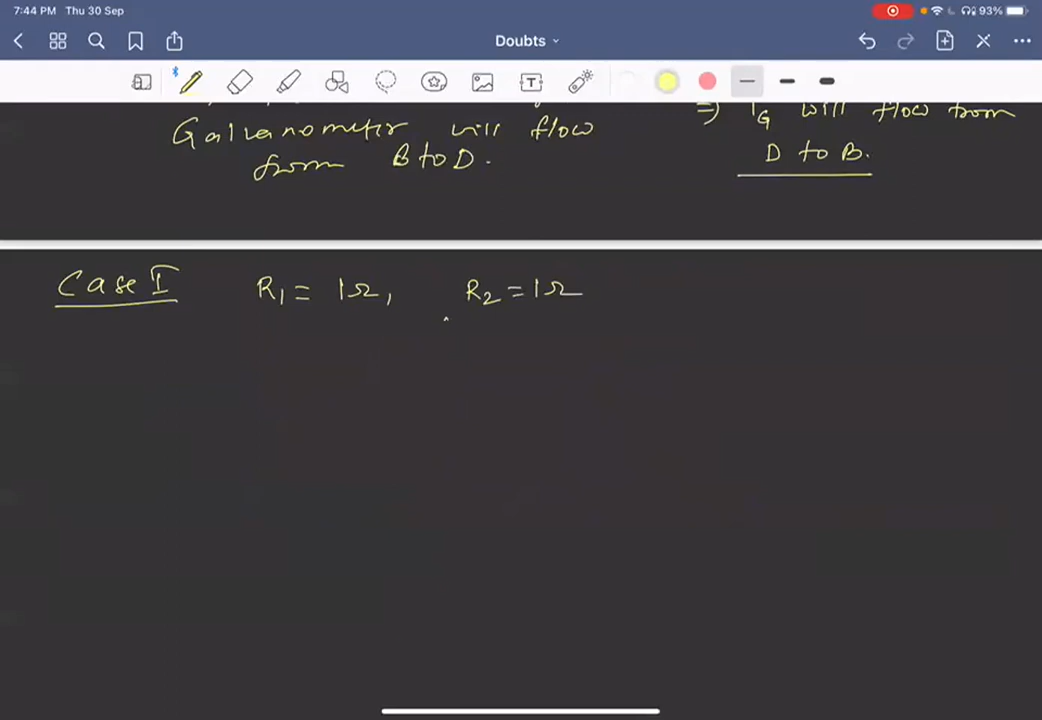 7:44 PM Thu 30 Sep
93%
Doubts
T
Galvanometer will flow
from B to D.
⇒ I_G will flow from
D to B.
Case I R₁ = 1Ω, R₂ = 1Ω